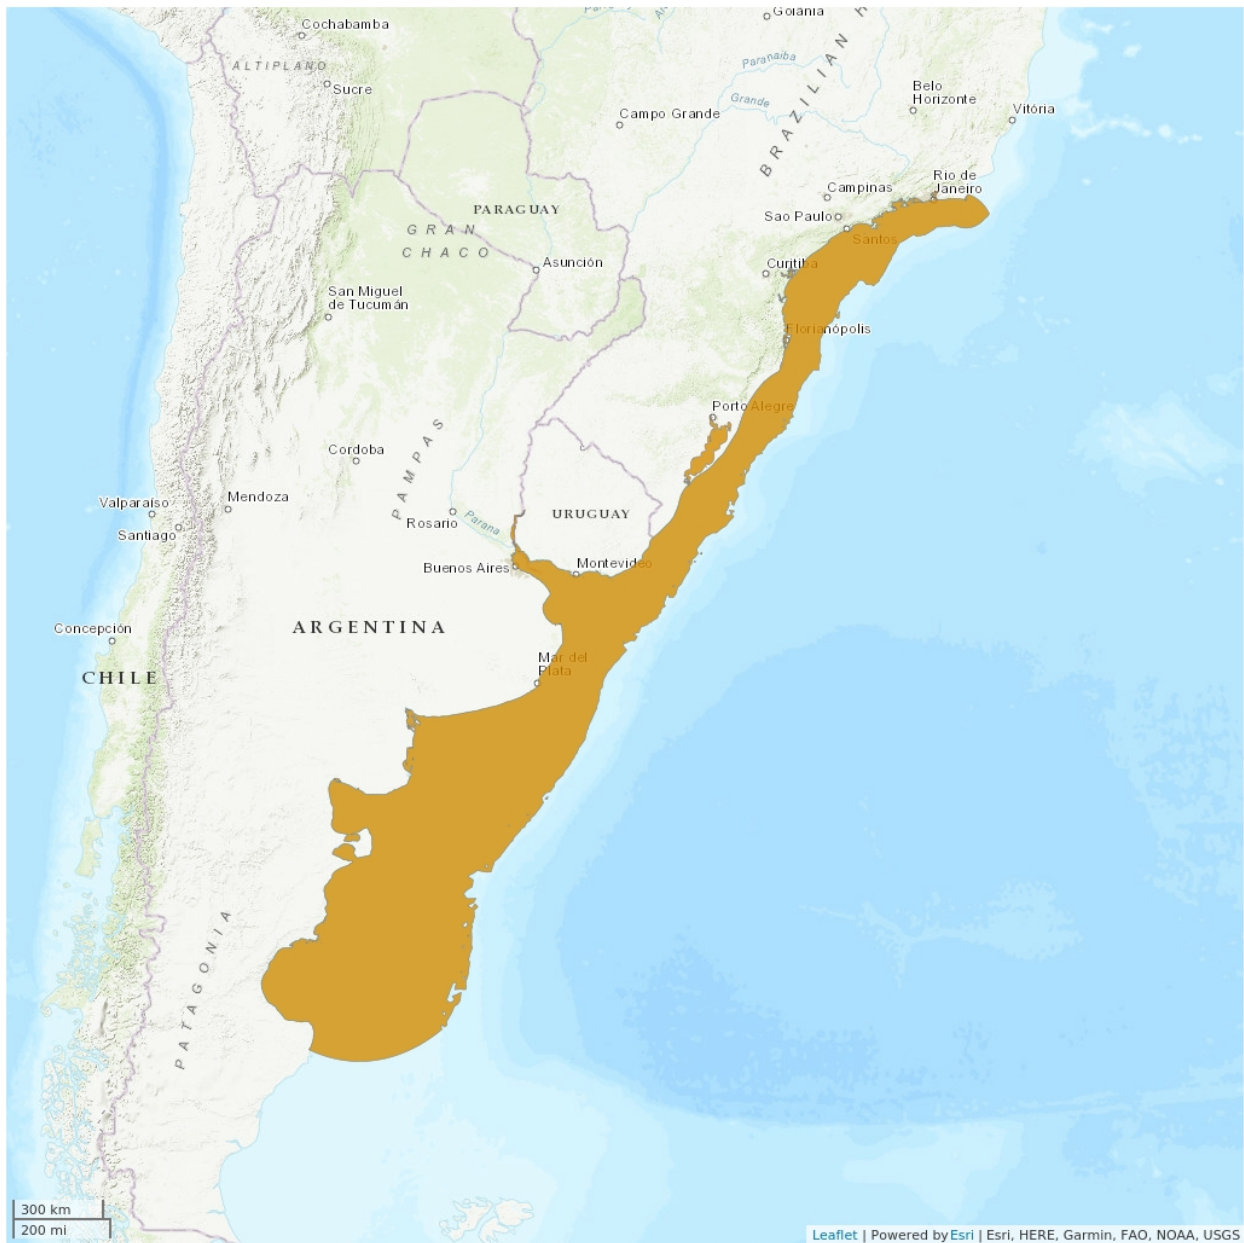 Goiânia
Cochabamba
ALTIPLANO
Sucre
Paranaiba
Grande
BRAZILIAN H
Belo
Horizonte
Vitória
Campo Grande
Campinas
Rio de
Janeiro
PARAGUAY
Sao Paulo
Santos
GRAN
CHACO
Asunción
Curitiba
San Miguel
de Tucumán
Florianópolis
Porto Alegre
PAMPAS
Cordoba
Valparaíso
Mendoza
Santiago
Rosario
Parana
URUGUAY
Buenos Aires
Montevideo
Concepción
ARGENTINA
CHILE
Mar del
Plata
PATAGONIA
300 km
200 mi
Leaflet | Powered by Esri | Esri, HERE, Garmin, FAO, NOAA, USGS